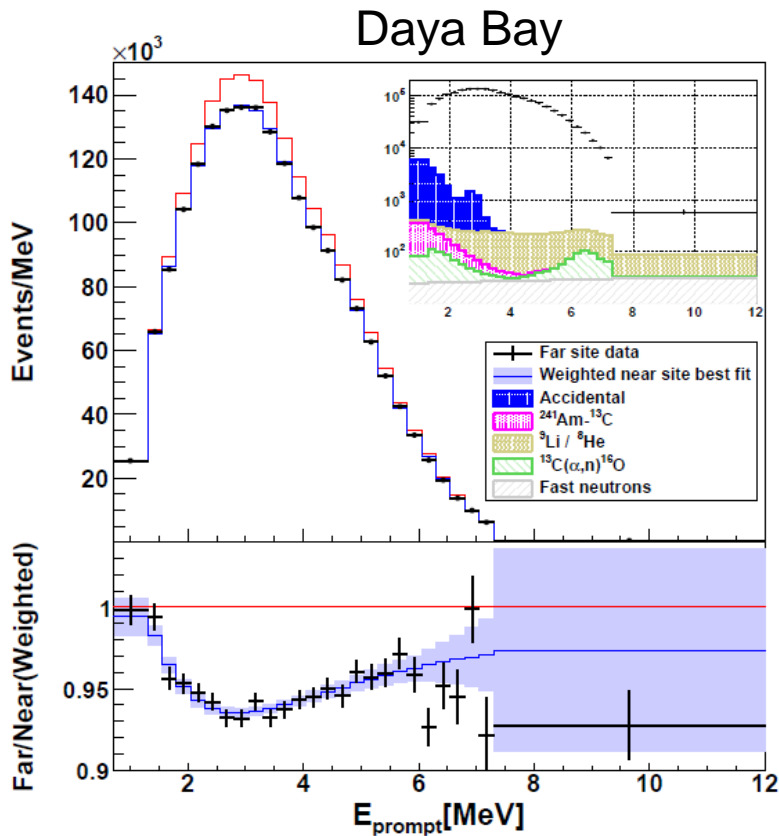 Daya Bay
×10³
Events/MeV
140
120
100
80
60
40
20
10⁶
10⁴
10³
10²
2 4 6 8 10 12
Far site data
Weighted near site best fit
Accidental
²⁴¹Am-¹³C
⁹Li / ⁸He
¹³C(α,n)¹⁶O
Fast neutrons
Far/Near(Weighted)
1
0.95
0.9
2 4 6 8 10 12
E_prompt[MeV]